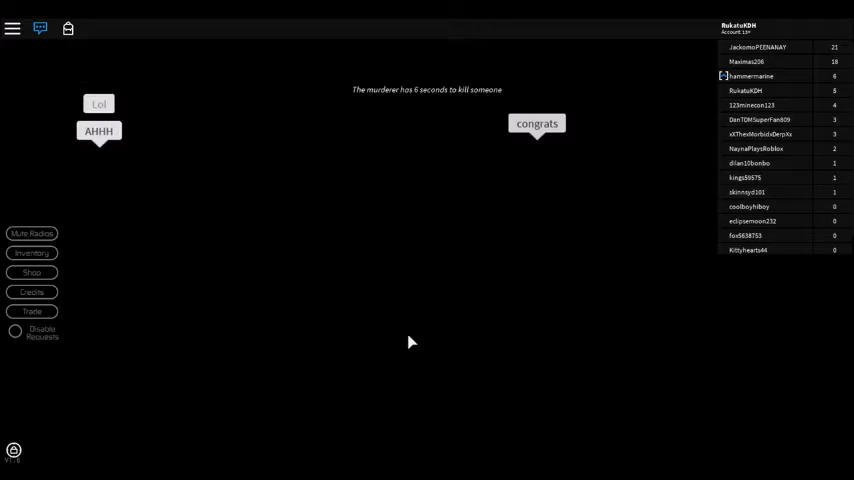 RukatuKDH
Account: 13+
JackomoPEENANAY 21
Maximas206 18
hammermarine 6
RukatuKDH 5
123minecon123 4
DanTDMSuperFan809 3
xXThexMorbidxDerpXx 3
NaynaPlaysRoblox 2
dilan10bonbo 1
kings59575 1
skinnsyd101 1
coolboyhiboy 0
eclipsemoon232 0
fox5638753 0
Kittyhearts44 0
The murderer has 6 seconds to kill someone
Lol
AHHH
congrats
Mute Radios
Inventory
Shop
Credits
Trade
Disable
Requests